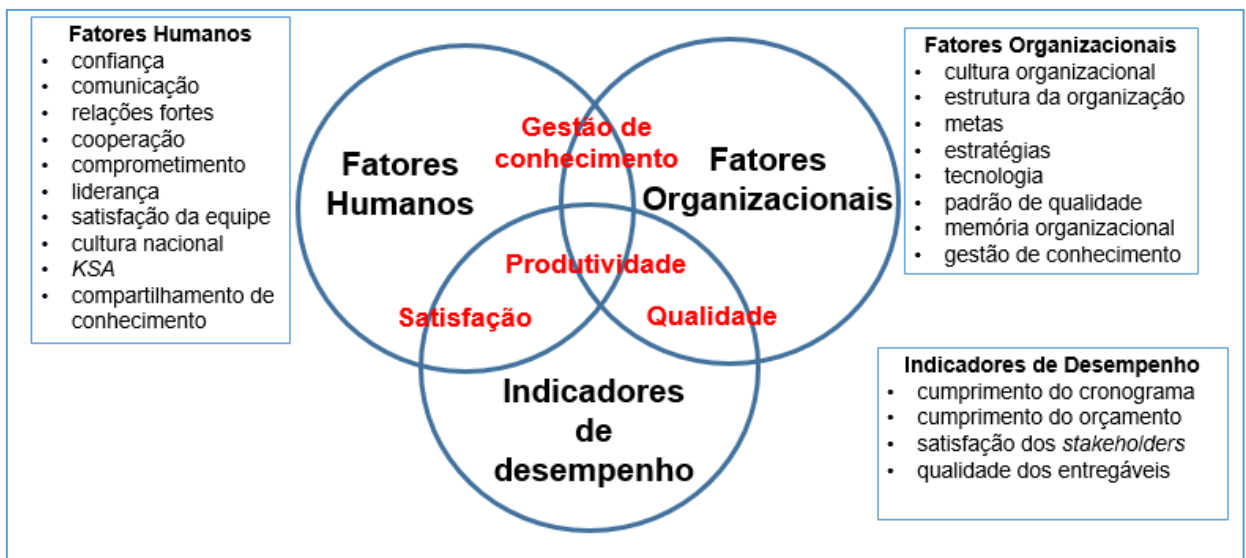 Fatores Humanos
• confiança
• comunicação
• relações fortes
• cooperação
• comprometimento
• liderança
• satisfação da equipe
• cultura nacional
• KSA
• compartilhamento de
conhecimento
Fatores
Humanos
Gestão de
conhecimento
Fatores
Organizacionais
Produtividade
Satisfação
Qualidade
Indicadores
de
desempenho
Fatores Organizacionais
• cultura organizacional
• estrutura da organização
• metas
• estratégias
• tecnologia
• padrão de qualidade
• memória organizacional
• gestão de conhecimento
Indicadores de Desempenho
• cumprimento do cronograma
• cumprimento do orçamento
• satisfação dos stakeholders
• qualidade dos entregáveis